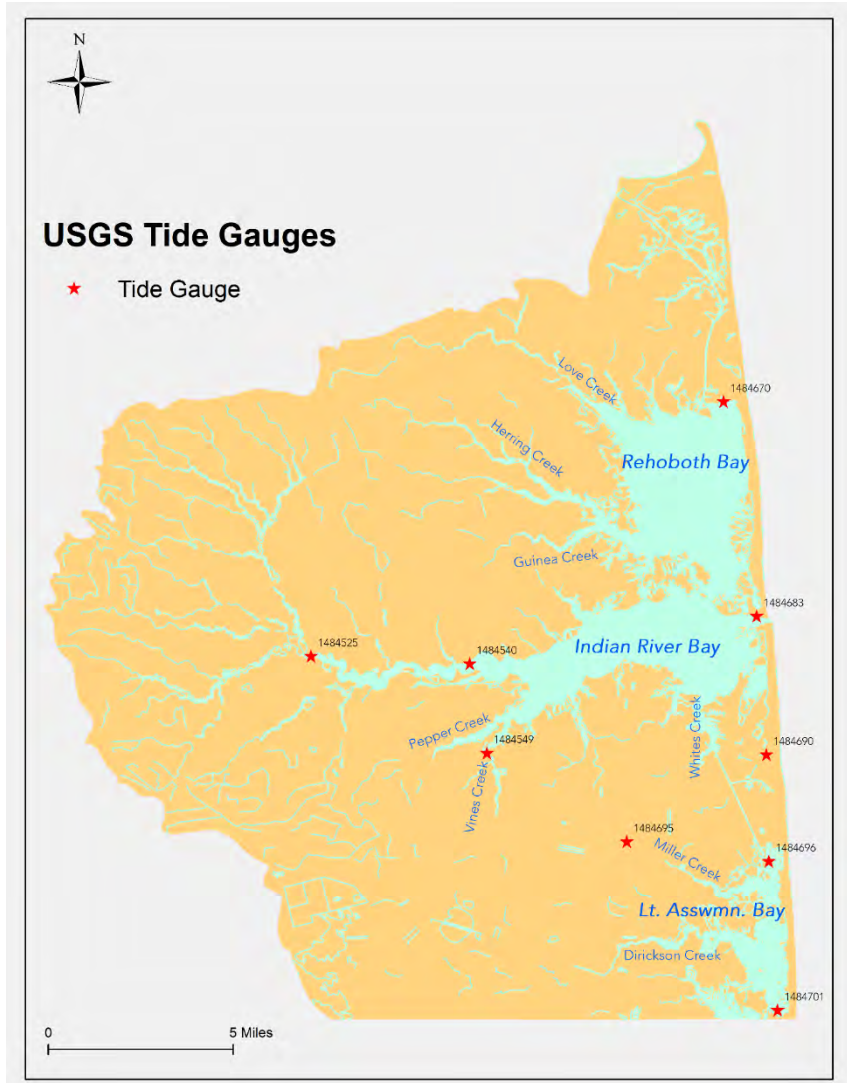 N
USGS Tide Gauges
Tide Gauge
Love Creek
1484670
Herring Creek
Rehoboth Bay
Guinea Creek
1484683
1484525
1484540
Indian River Bay
Pepper Creek
Whites Creek
1484549
1484690
Vines Creek
1484695
Miller Creek
1484696
Lt. Asswmn. Bay
Dirickson Creek
1484701
0 5 Miles